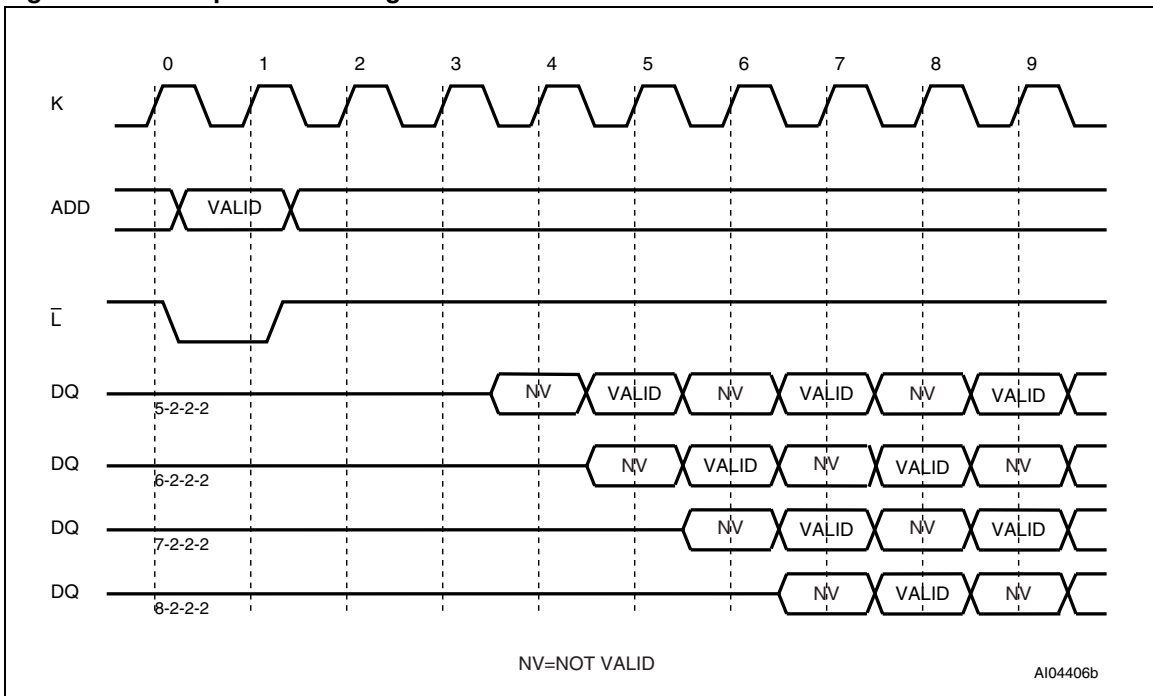 0 1 2 3 4 5 6 7 8 9
K
ADD VALID
L̅
DQ NV VALID NV VALID NV VALID
5-2-2-2
DQ NV VALID NV VALID NV
6-2-2-2
DQ NV VALID NV VALID
7-2-2-2
DQ NV VALID NV
8-2-2-2
NV=NOT VALID
AI04406b